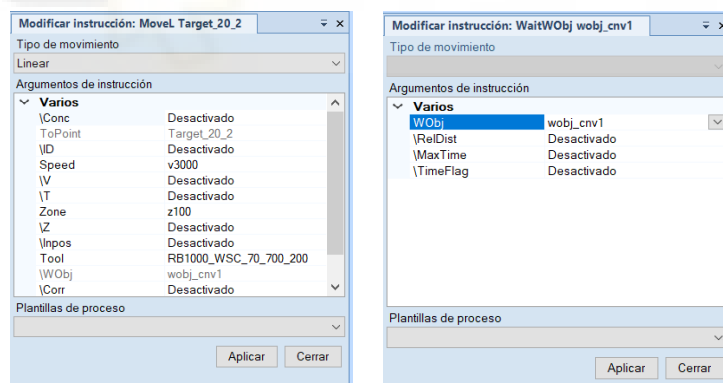 Modificar instrucción: MoveL Target_20_2
Tipo de movimiento
Linear
Argumentos de instrucción
Varios
\Conc Desactivado
ToPoint Target_20_2
\ID Desactivado
Speed v3000
\V Desactivado
\T Desactivado
Zone z100
\Z Desactivado
\Inpos Desactivado
Tool RB1000_WSC_70_700_200
\WObj wobj_cnv1
\Corr Desactivado
Plantillas de proceso
Aplicar Cerrar
Modificar instrucción: WaitWObj wobj_cnv1
Tipo de movimiento
Argumentos de instrucción
Varios
WObj wobj_cnv1
\RelDist Desactivado
\MaxTime Desactivado
\TimeFlag Desactivado
Plantillas de proceso
Aplicar Cerrar